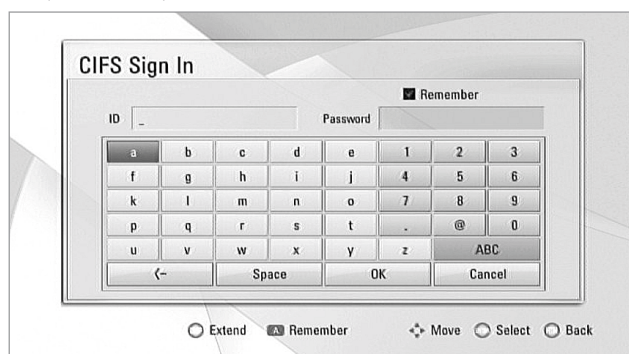 CIFS Sign In
Remember
ID _ Password
a b c d e 1 2 3
f g h i j 4 5 6
k l m n o 7 8 9
p q r s t . @ 0
u v w x y z ABC
<- Space OK Cancel
Extend A Remember Move Select Back